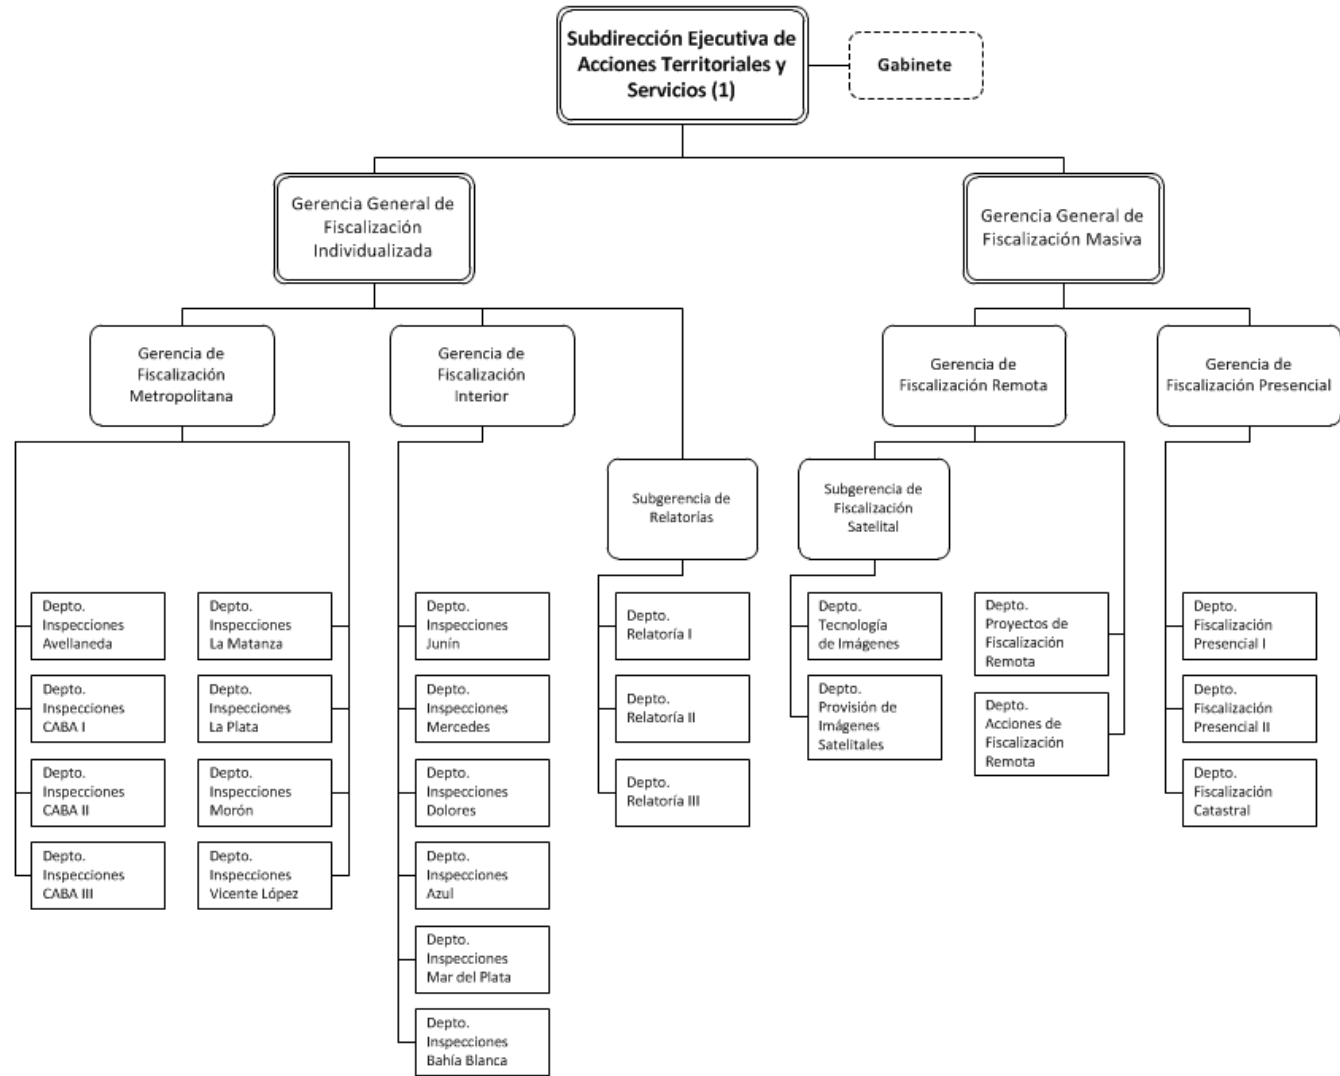 Subdirección Ejecutiva de
Acciones Territoriales y
Servicios (1)
Gabinete
Gerencia General de
Fiscalización
Individualizada
Gerencia General de
Fiscalización Masiva
Gerencia de
Fiscalización
Metropolitana
Gerencia de
Fiscalización
Interior
Gerencia de
Fiscalización Remota
Gerencia de
Fiscalización Presencial
Subgerencia de
Relatorías
Subgerencia de
Fiscalización
Satelital
Depto.
Inspecciones
Avellaneda
Depto.
Inspecciones
CABA I
Depto.
Inspecciones
CABA II
Depto.
Inspecciones
CABA III
Depto.
Inspecciones
La Matanza
Depto.
Inspecciones
La Plata
Depto.
Inspecciones
Morón
Depto.
Inspecciones
Vicente López
Depto.
Inspecciones
Junín
Depto.
Inspecciones
Mercedes
Depto.
Inspecciones
Dolores
Depto.
Inspecciones
Azul
Depto.
Inspecciones
Mar del Plata
Depto.
Inspecciones
Bahía Blanca
Depto.
Relatoría I
Depto.
Relatoría II
Depto.
Relatoría III
Depto.
Tecnología
de Imágenes
Depto.
Provisión de
Imágenes
Satelitales
Depto.
Proyectos de
Fiscalización
Remota
Depto.
Acciones de
Fiscalización
Remota
Depto.
Fiscalización
Presencial I
Depto.
Fiscalización
Presencial II
Depto.
Fiscalización
Catastral